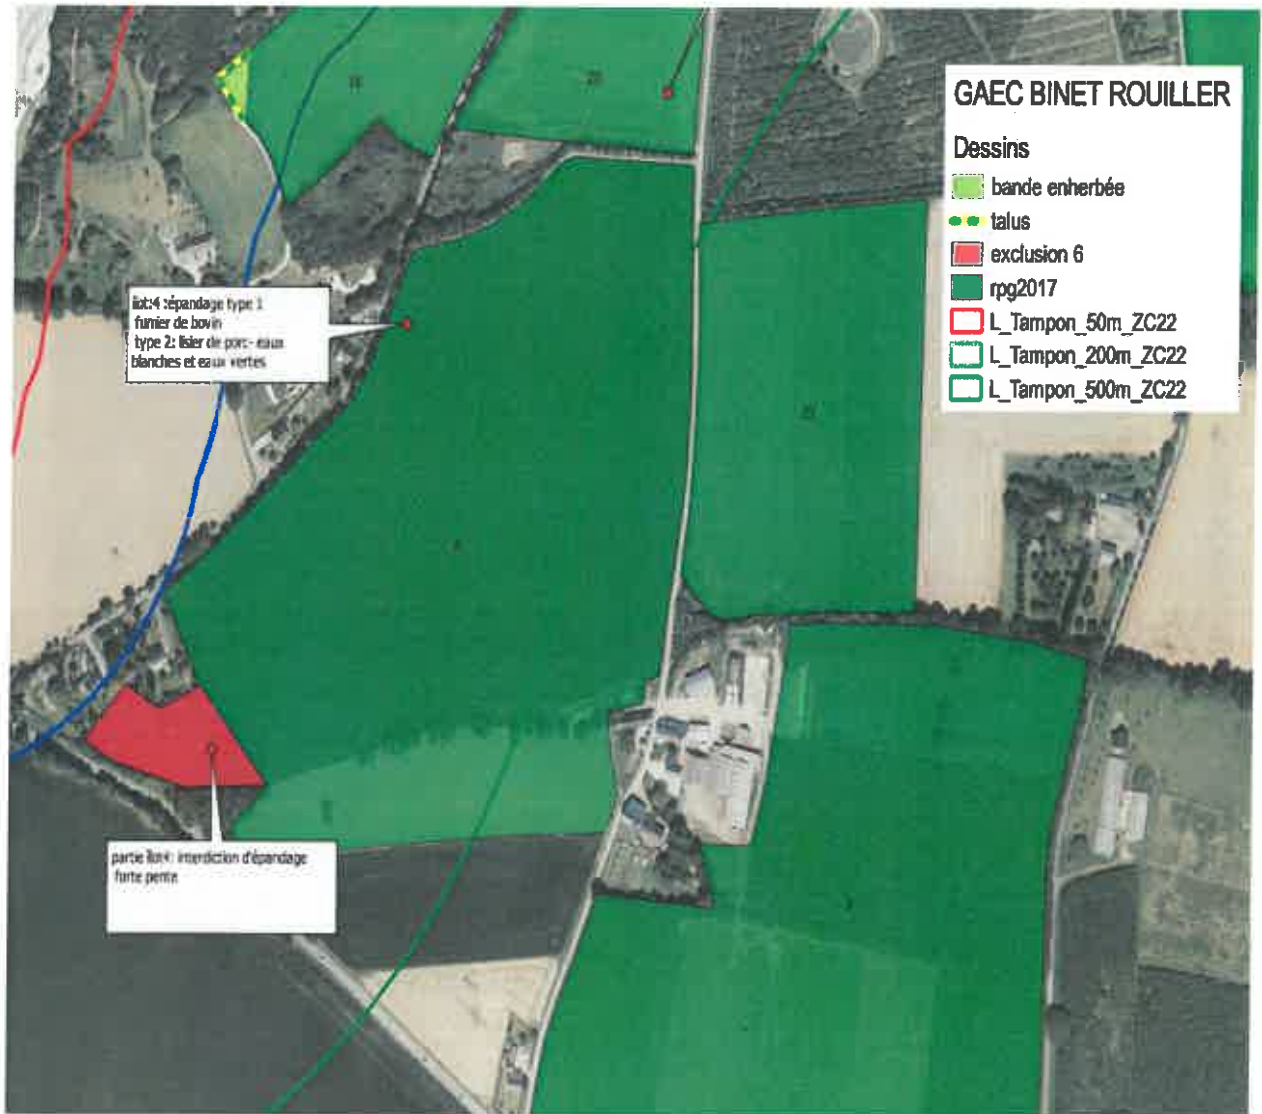 GAEC BINET ROUILLER
Dessins
bande enherbée
talus
exclusion 6
rpg2017
L_Tampon_50m_ZC22
L_Tampon_200m_ZC22
L_Tampon_500m_ZC22
ilot:4 :épandage type 1
fumier de bovin
type 2: lisier de porc- eaux
blanches et eaux vertes
partie îlot4: interdiction d'épandage
forte pente